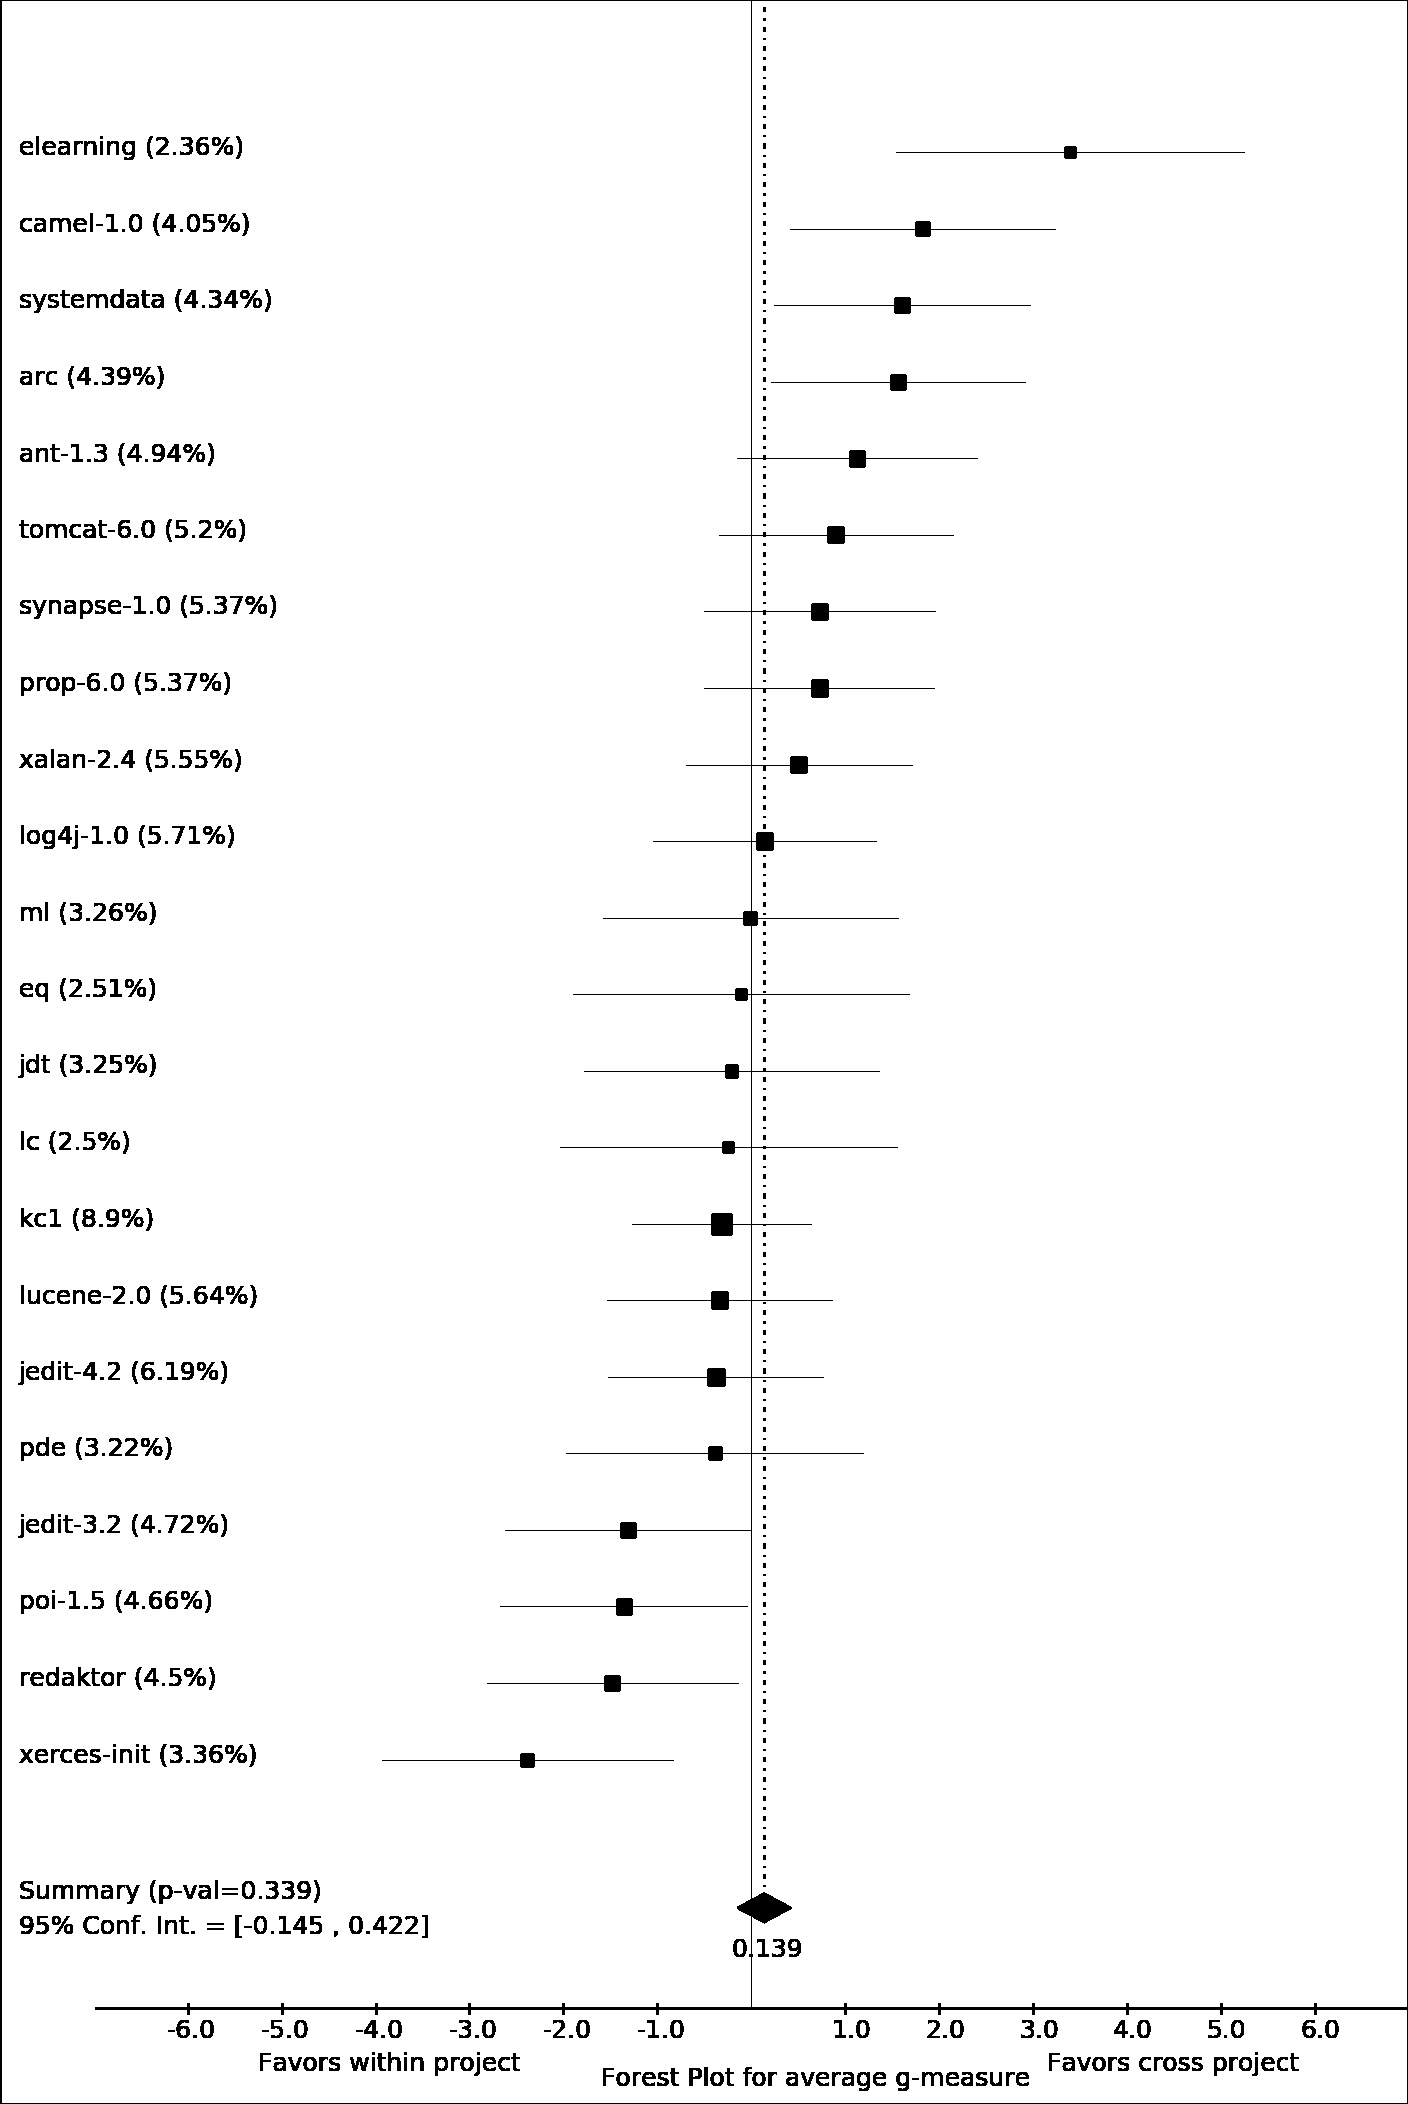 elearning (2.36%)
camel-1.0 (4.05%)
systemdata (4.34%)
arc (4.39%)
ant-1.3 (4.94%)
tomcat-6.0 (5.2%)
synapse-1.0 (5.37%)
prop-6.0 (5.37%)
xalan-2.4 (5.55%)
log4j-1.0 (5.71%)
ml (3.26%)
eq (2.51%)
jdt (3.25%)
lc (2.5%)
kc1 (8.9%)
lucene-2.0 (5.64%)
jedit-4.2 (6.19%)
pde (3.22%)
jedit-3.2 (4.72%)
poi-1.5 (4.66%)
redaktor (4.5%)
xerces-init (3.36%)
Summary (p-val=0.339)
95% Conf. Int. = [-0.145 , 0.422]
0.139
-6.0 -5.0 -4.0 -3.0 -2.0 -1.0 1.0 2.0 3.0 4.0 5.0 6.0
Favors within project Favors cross project
Forest Plot for average g-measure